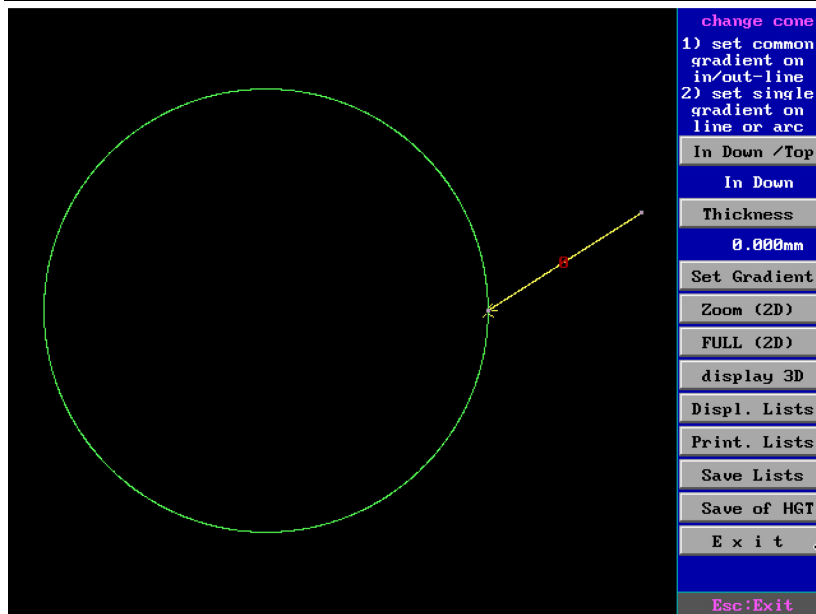 change cone
1) set common
gradient on
in/out-line
2) set single
gradient on
line or arc
In Down /Top
In Down
Thickness
0.000mm
Set Gradient
Zoom (2D)
FULL (2D)
display 3D
Displ. Lists
Print. Lists
Save Lists
Save of HGT
E x i t
Esc:Exit